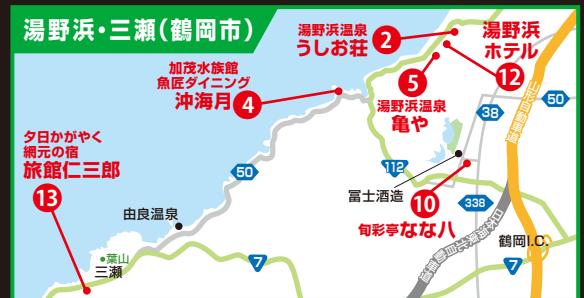 湯野浜・三瀬（鶴岡市）
湯野浜温泉
うしお荘
2
湯野浜
ホテル
12
加茂水族館
魚匠ダイニング
沖海月
4
5
湯野浜温泉
亀や
38
50
夕日かがやく
網元の宿
旅館仁三郎
13
50
112
冨士酒造
10
旬彩亭なな八
338
由良温泉
葉山
三瀬
7
鶴岡I.C.
7